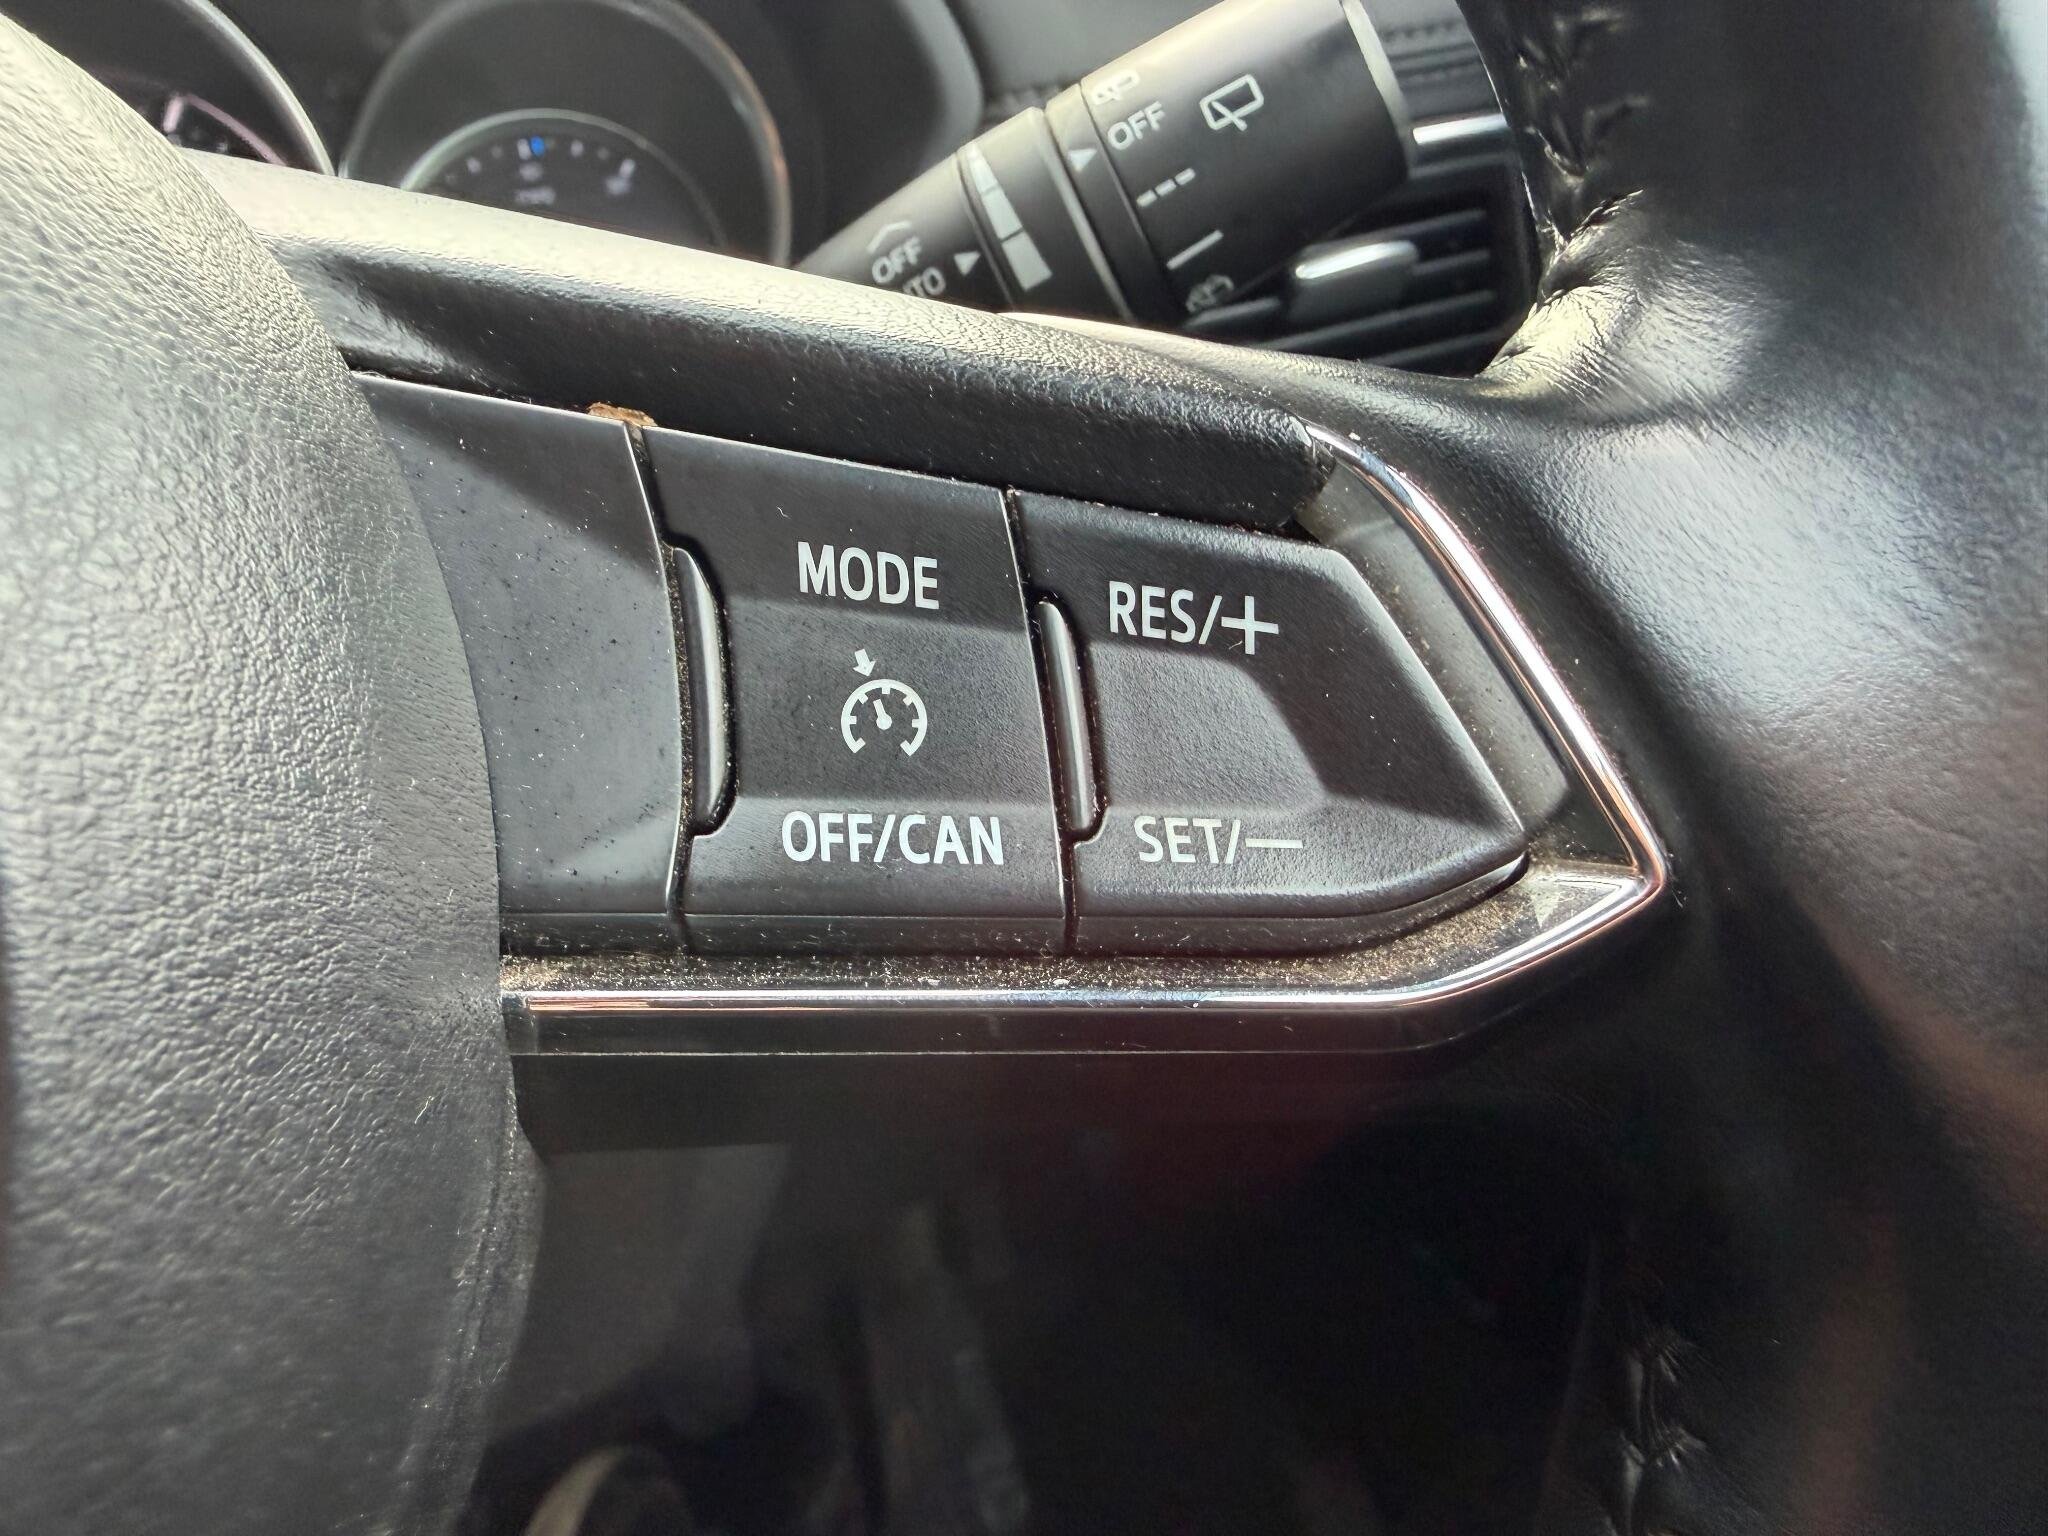 OFF
OFF
MODE
RES/+
OFF/CAN
SET/—